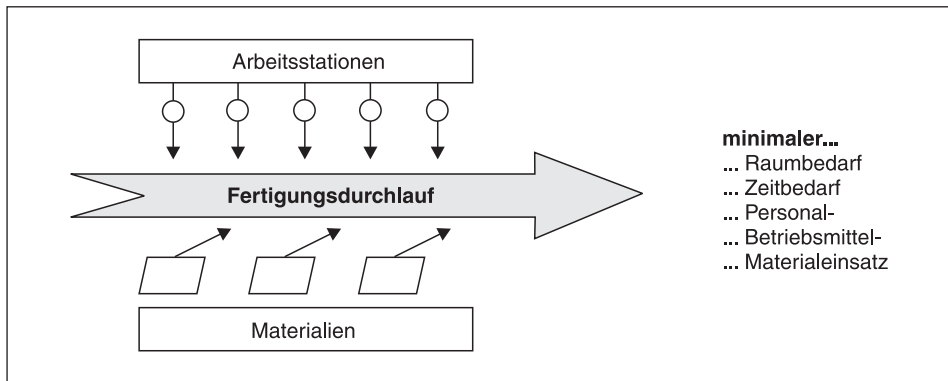 Arbeitsstationen
Fertigungsdurchlauf
Materialien
minimaler...
... Raumbedarf
... Zeitbedarf
... Personal-
... Betriebsmittel-
... Materialeinsatz